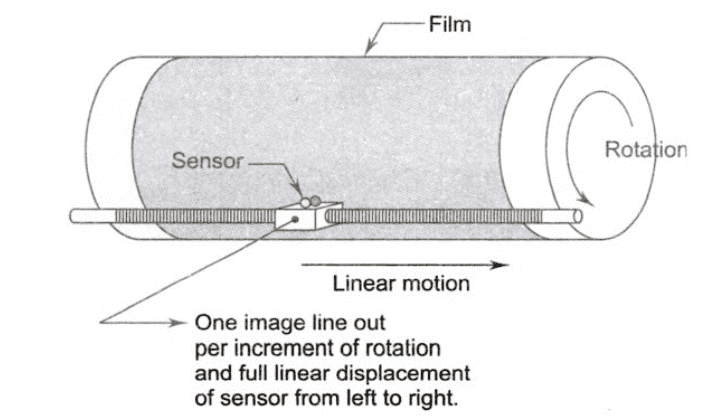 Film
Sensor
Rotation
Linear motion
One image line out
per increment of rotation
and full linear displacement
of sensor from left to right.